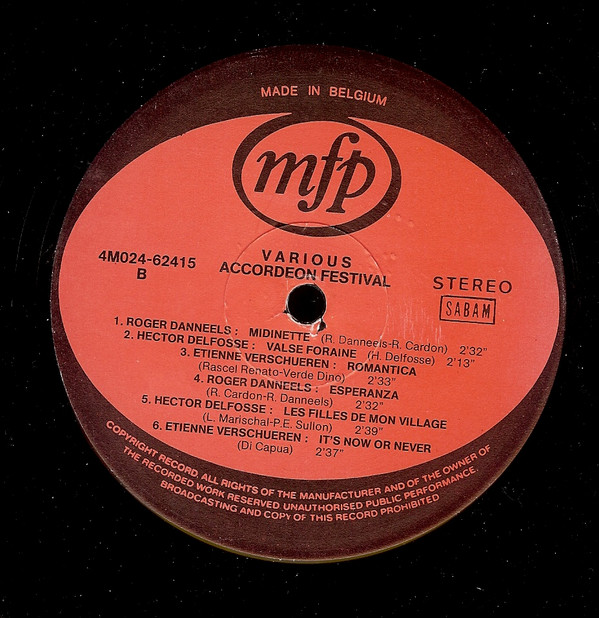 MADE IN BELGIUM
mfp
4M024-62415
B
VARIOUS
ACCORDEON FESTIVAL
STEREO
SABAM
1. ROGER DANNEELS : MIDINETTE (R. Danneels-R. Cardon) 2'32"
2. HECTOR DELFOSSE : VALSE FORAINE (H. Delfosse) 2'13"
3. ETIENNE VERSCHUEREN : ROMANTICA
(Rascel Renato-Verde Dino) 2'33"
4. ROGER DANNEELS : ESPERANZA
(R. Cardon-R. Danneels) 2'32"
5. HECTOR DELFOSSE : LES FILLES DE MON VILLAGE
(L. Marischal-P.E. Sullon) 2'39"
6. ETIENNE VERSCHUEREN : IT'S NOW OR NEVER
(Di Capua) 2'37"
COPYRIGHT RECORD. ALL RIGHTS OF THE MANUFACTURER AND OF THE OWNER OF
THE RECORDED WORK RESERVED UNAUTHORISED PUBLIC PERFORMANCE.
BROADCASTING AND COPY OF THIS RECORD PROHIBITED